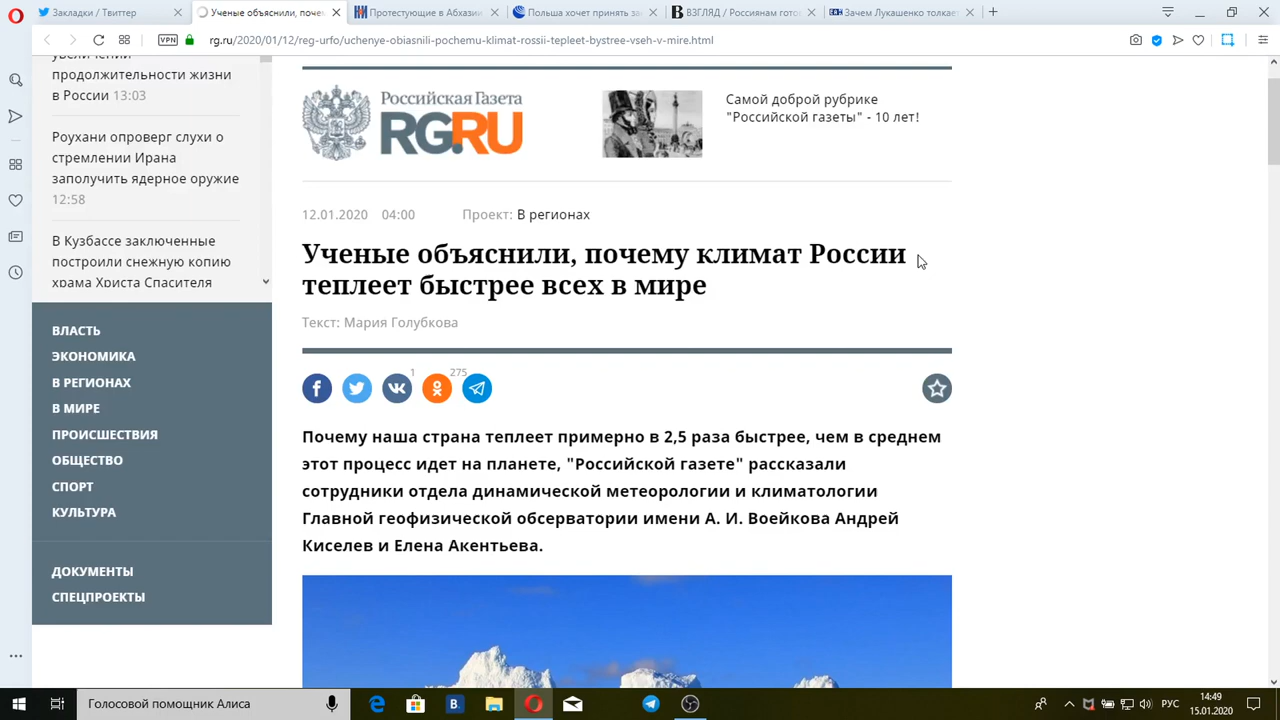 Закладки / Твиттер
Ученые объяснили, поче
Протестующие в Абхазии
Польша хочет принять за
ВЗГЛЯД / Россиянам гото
Зачем Лукашенко толкает
VPN
rg.ru/2020/01/12/reg-urfo/uchenye-obiasnili-pochemu-klimat-rossii-tepleet-bystree-vseh-v-mire.html
увеличении
продолжительности жизни
в России 13:03
Роухани опроверг слухи о
стремлении Ирана
заполучить ядерное оружие
12:58
В Кузбассе заключенные
построили снежную копию
храма Христа Спасителя
ВЛАСТЬ
ЭКОНОМИКА
В РЕГИОНАХ
В МИРЕ
ПРОИСШЕСТВИЯ
ОБЩЕСТВО
СПОРТ
КУЛЬТУРА
ДОКУМЕНТЫ
СПЕЦПРОЕКТЫ
Российская Газета
RG.RU
Самой доброй рубрике
"Российской газеты" - 10 лет!
12.01.2020 04:00 Проект: В регионах
Ученые объяснили, почему климат России
теплеет быстрее всех в мире
Текст: Мария Голубкова
1
275
Почему наша страна теплеет примерно в 2,5 раза быстрее, чем в среднем
этот процесс идет на планете, "Российской газете" рассказали
сотрудники отдела динамической метеорологии и климатологии
Главной геофизической обсерватории имени А. И. Воейкова Андрей
Киселев и Елена Акентьева.
Голосовой помощник Алиса
РУС
14:49
15.01.2020